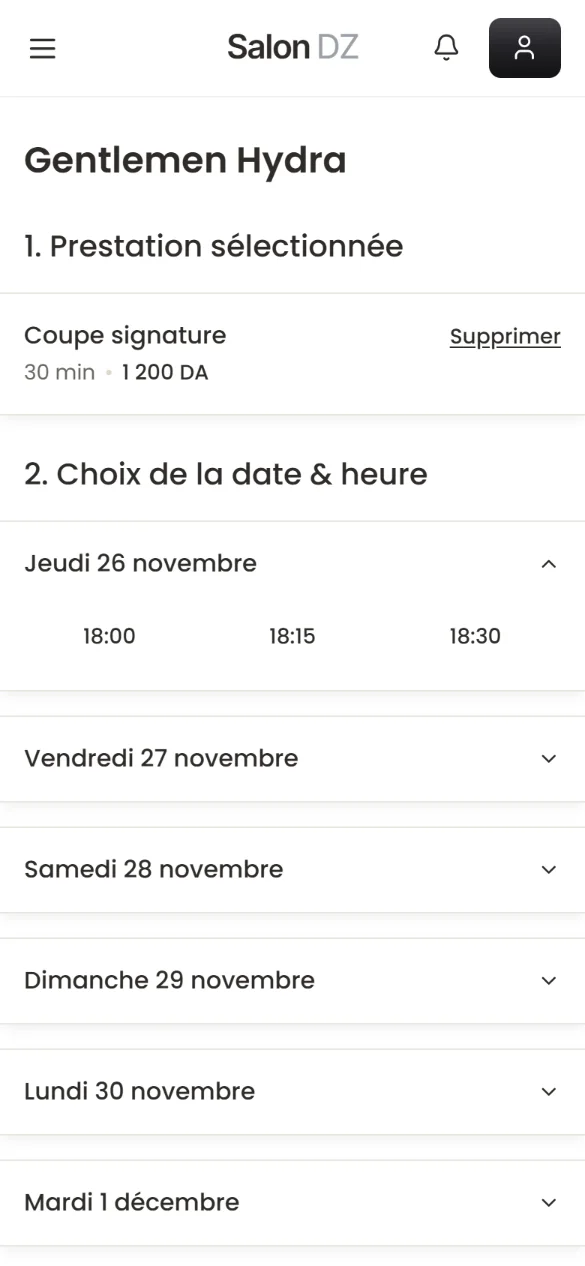 Salon DZ
Gentlemen Hydra
1. Prestation sélectionnée
Coupe signature
Supprimer
30 min • 1 200 DA
2. Choix de la date & heure
Jeudi 26 novembre
18:00 18:15 18:30
Vendredi 27 novembre
Samedi 28 novembre
Dimanche 29 novembre
Lundi 30 novembre
Mardi 1 décembre